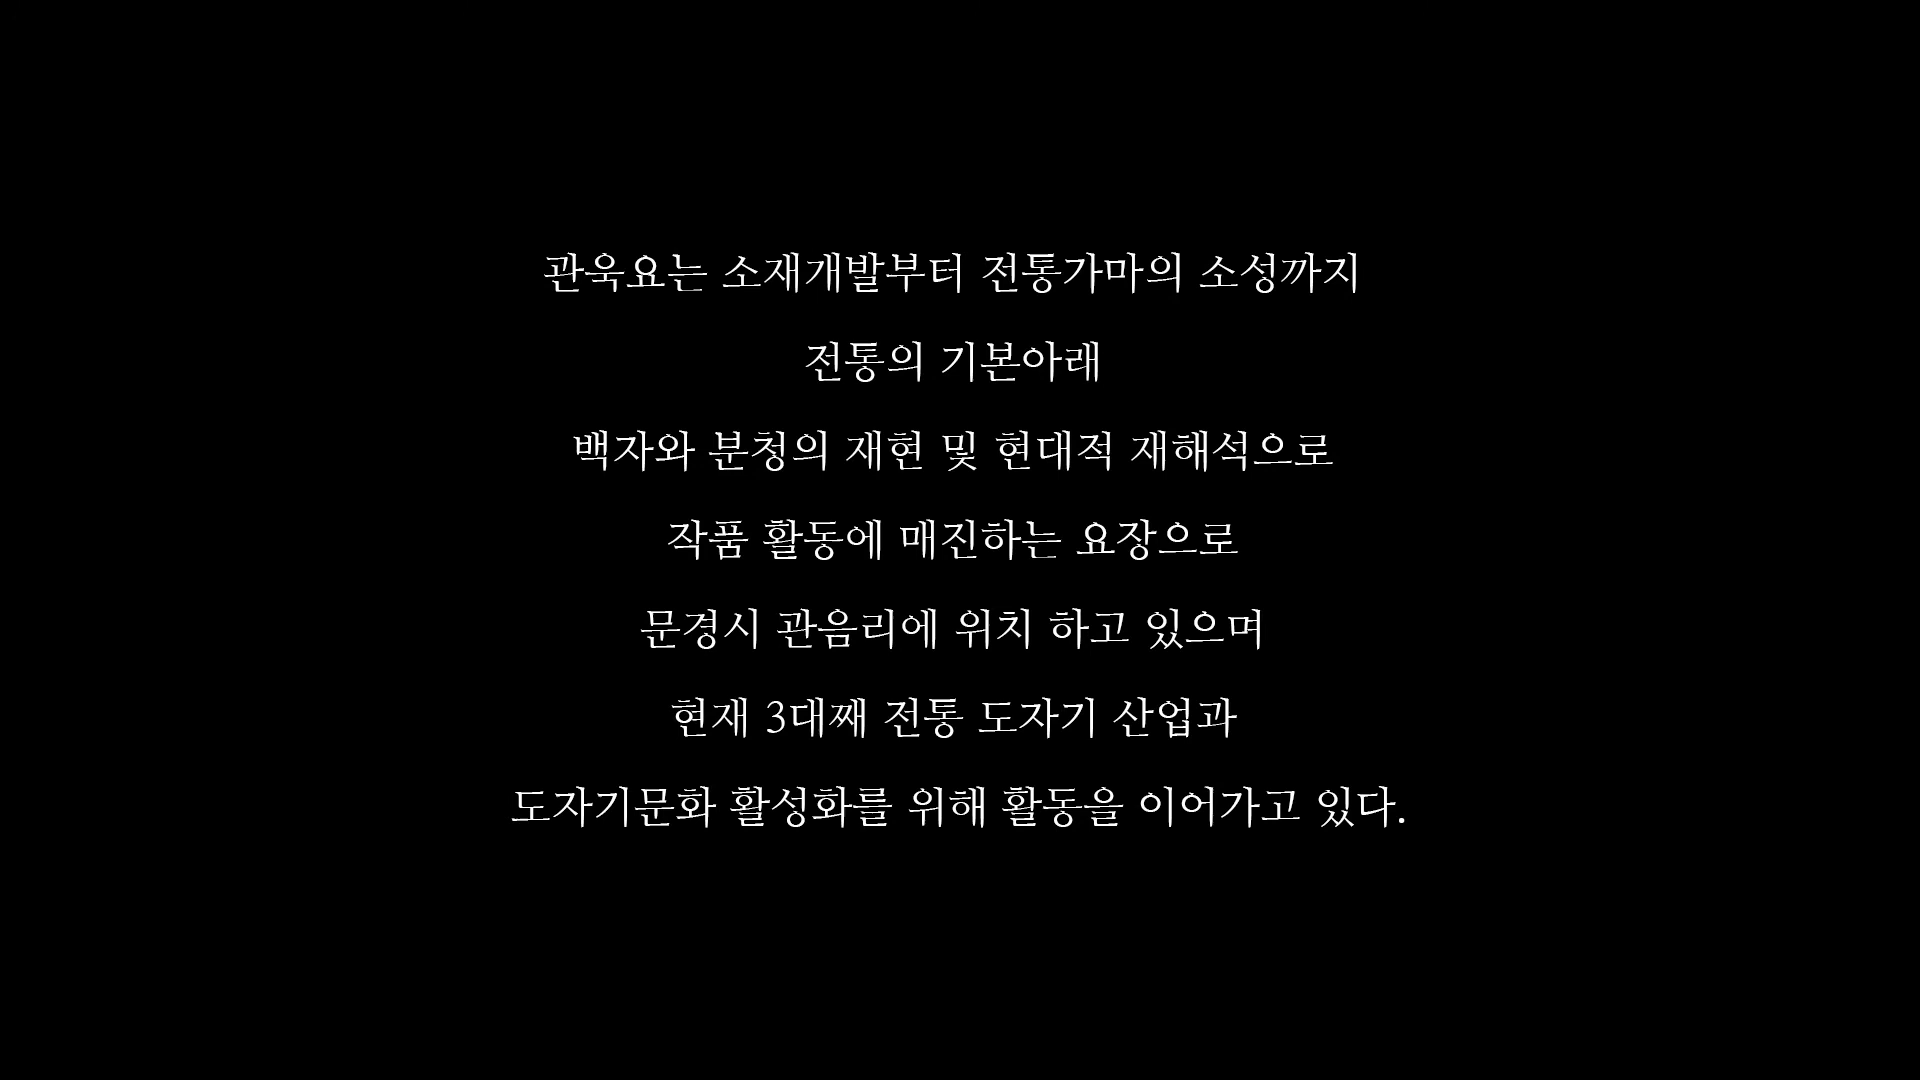 관욱요는 소재개발부터 전통가마의 소성까지
전통의 기본아래
백자와 분청의 재현 및 현대적 재해석으로
작품 활동에 매진하는 요장으로
문경시 관음리에 위치 하고 있으며
현재 3대째 전통 도자기 산업과
도자기문화 활성화를 위해 활동을 이어가고 있다.